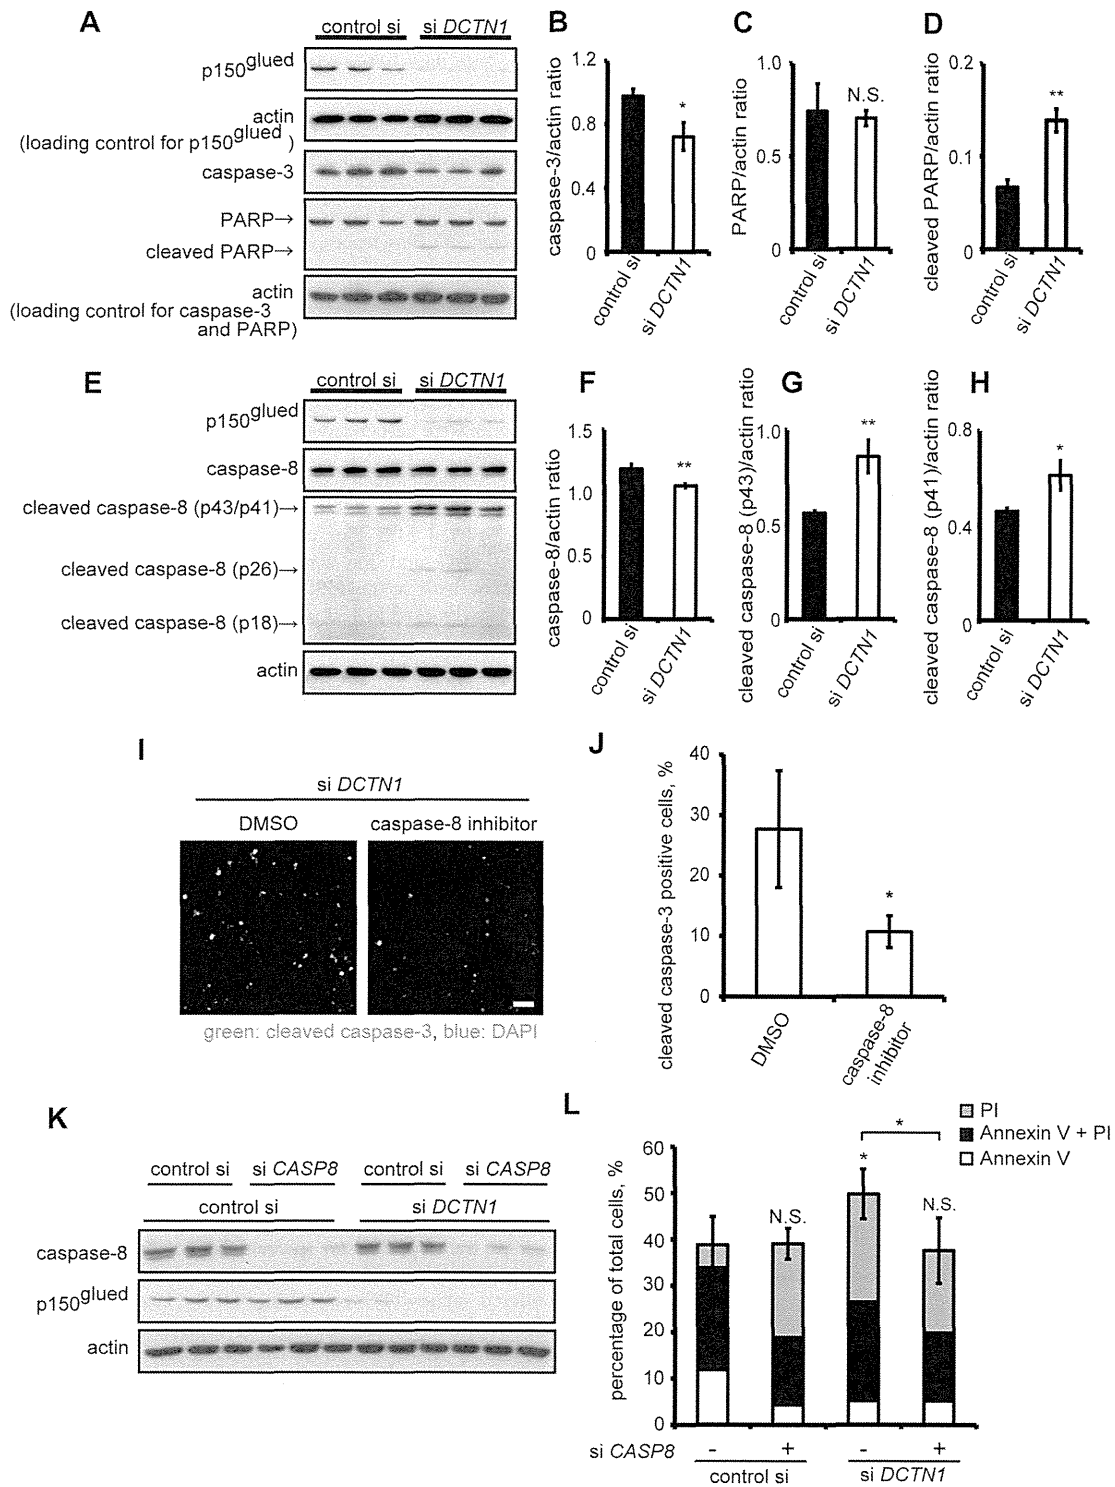 A
control si si DCTN1
p150glued
actin
(loading control for p150glued)
caspase-3
PARP→
cleaved PARP→
actin
(loading control for caspase-3
and PARP)
B
caspase-3/actin ratio
1.2
0.8
0.4
0
*
control si
si DCTN1
C
PARP/actin ratio
1.0
0.5
0
N.S.
control si
si DCTN1
D
cleaved PARP/actin ratio
0.2
0.1
0
**
control si
si DCTN1
E
control si si DCTN1
p150glued
caspase-8
cleaved caspase-8 (p43/p41)→
cleaved caspase-8 (p26)→
cleaved caspase-8 (p18)→
actin
F
caspase-8/actin ratio
1.5
1.0
0.5
0
**
control si
si DCTN1
G
cleaved caspase-8 (p43)/actin ratio
1.0
0.5
0
**
control si
si DCTN1
H
cleaved caspase-8 (p41)/actin ratio
0.8
0.4
0
*
control si
si DCTN1
I
si DCTN1
DMSO caspase-8 inhibitor
green: cleaved caspase-3, blue: DAPI
J
cleaved caspase-3 positive cells, %
40
30
20
10
0
*
DMSO
caspase-8
inhibitor
K
control si si CASP8 control si si CASP8
control si si DCTN1
caspase-8
p150glued
actin
L
PI
Annexin V + PI
Annexin V
percentage of total cells, %
60
50
40
30
20
10
0
N.S.
*
*
N.S.
si CASP8 - + - +
control si si DCTN1